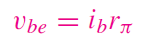 v_{be} = i_b r_π